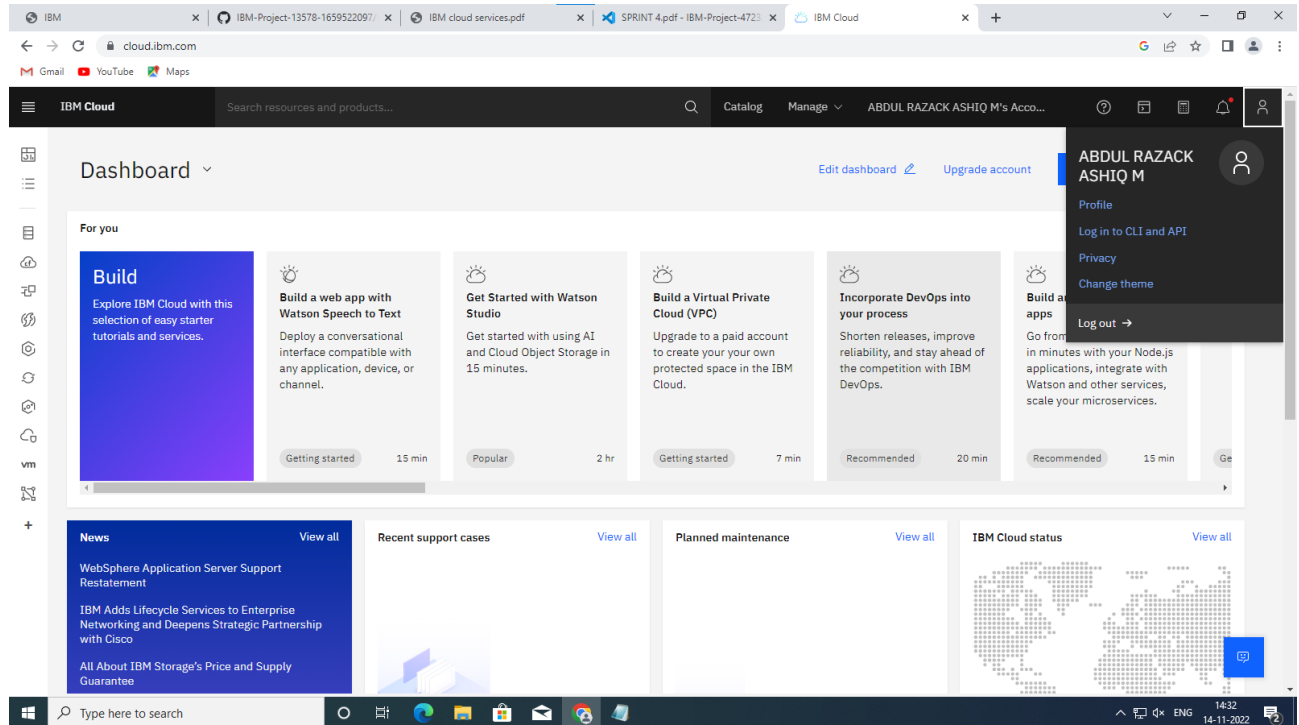 IBM
IBM-Project-13578-1659522097/
IBM cloud services.pdf
SPRINT 4.pdf - IBM-Project-4723
IBM Cloud
cloud.ibm.com
Gmail
YouTube
Maps
IBM Cloud
Search resources and products...
Catalog
Manage
ABDUL RAZACK ASHIQ M's Acco...
Dashboard
Edit dashboard
Upgrade account
ABDUL RAZACK
ASHIQ M
Profile
Log in to CLI and API
Privacy
Change theme
Log out
For you
Build
Explore IBM Cloud with this
selection of easy starter
tutorials and services.
Build a web app with
Watson Speech to Text
Deploy a conversational
interface compatible with
any application, device, or
channel.
Getting started
15 min
Get Started with Watson
Studio
Get started with using AI
and Cloud Object Storage in
15 minutes.
Popular
2 hr
Build a Virtual Private
Cloud (VPC)
Upgrade to a paid account
to create your your own
protected space in the IBM
Cloud.
Getting started
7 min
Incorporate DevOps into
your process
Shorten releases, improve
reliability, and stay ahead of
the competition with IBM
DevOps.
Recommended
20 min
Build
apps
Go from
in minutes with your Node.js
applications, integrate with
Watson and other services,
scale your microservices.
Recommended
15 min
Ge
vm
News
View all
WebSphere Application Server Support
Restatement
IBM Adds Lifecycle Services to Enterprise
Networking and Deepens Strategic Partnership
with Cisco
All About IBM Storage's Price and Supply
Guarantee
Recent support cases
View all
Planned maintenance
View all
IBM Cloud status
View all
Type here to search
ENG
14:32
14-11-2022
2